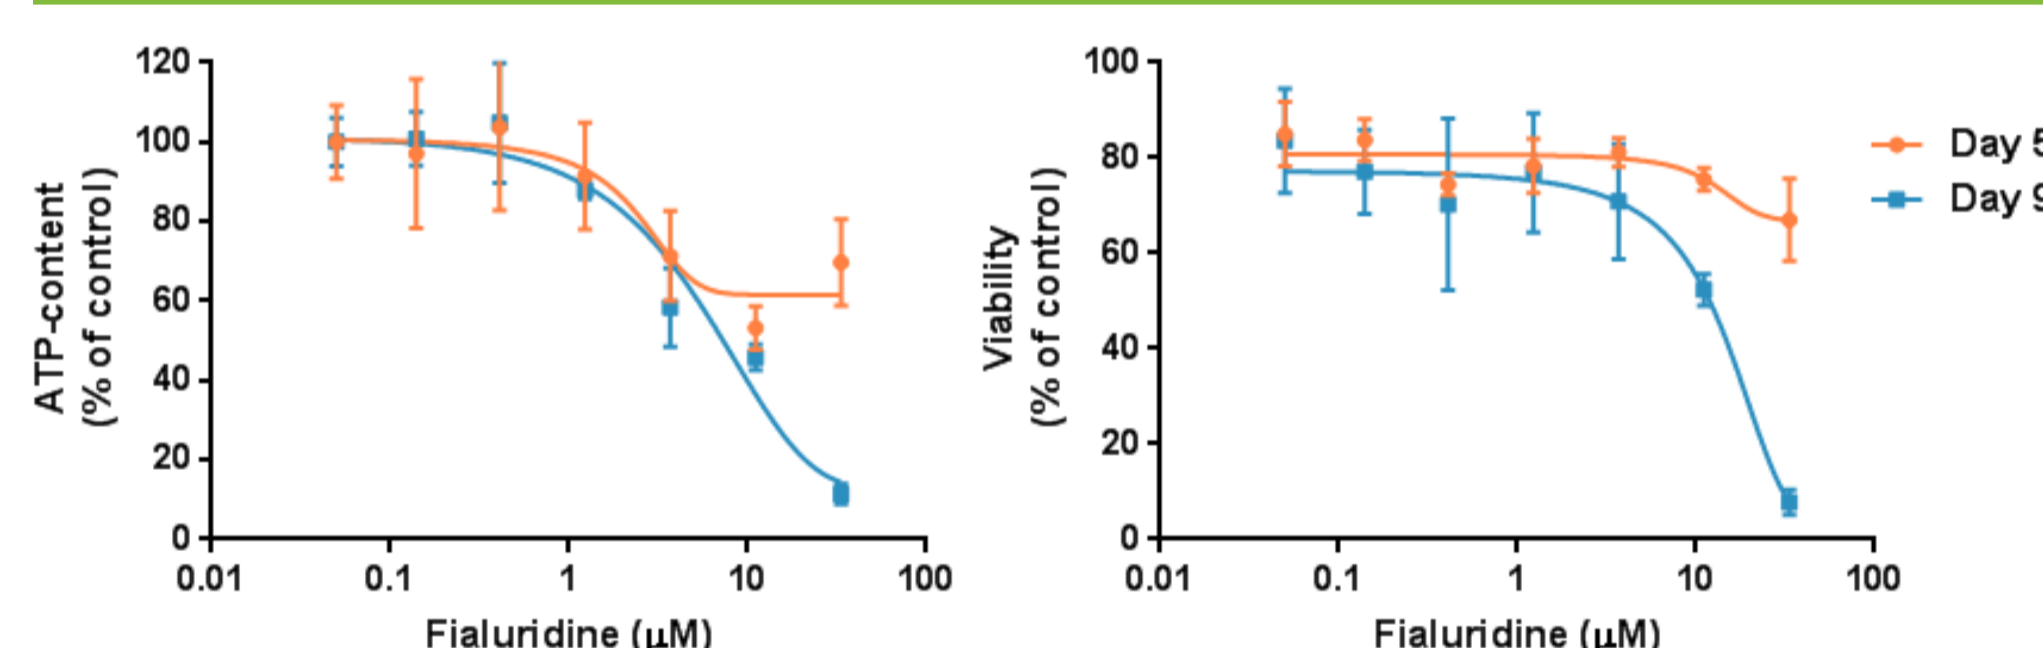 120
100
80
60
40
20
0
ATP-content
(% of control)
0.01 0.1 1 10 100
Fialuridine (μM)
100
80
60
40
20
0
Viability
(% of control)
0.01 0.1 1 10 100
Fialuridine (μM)
Day 5
Day 9